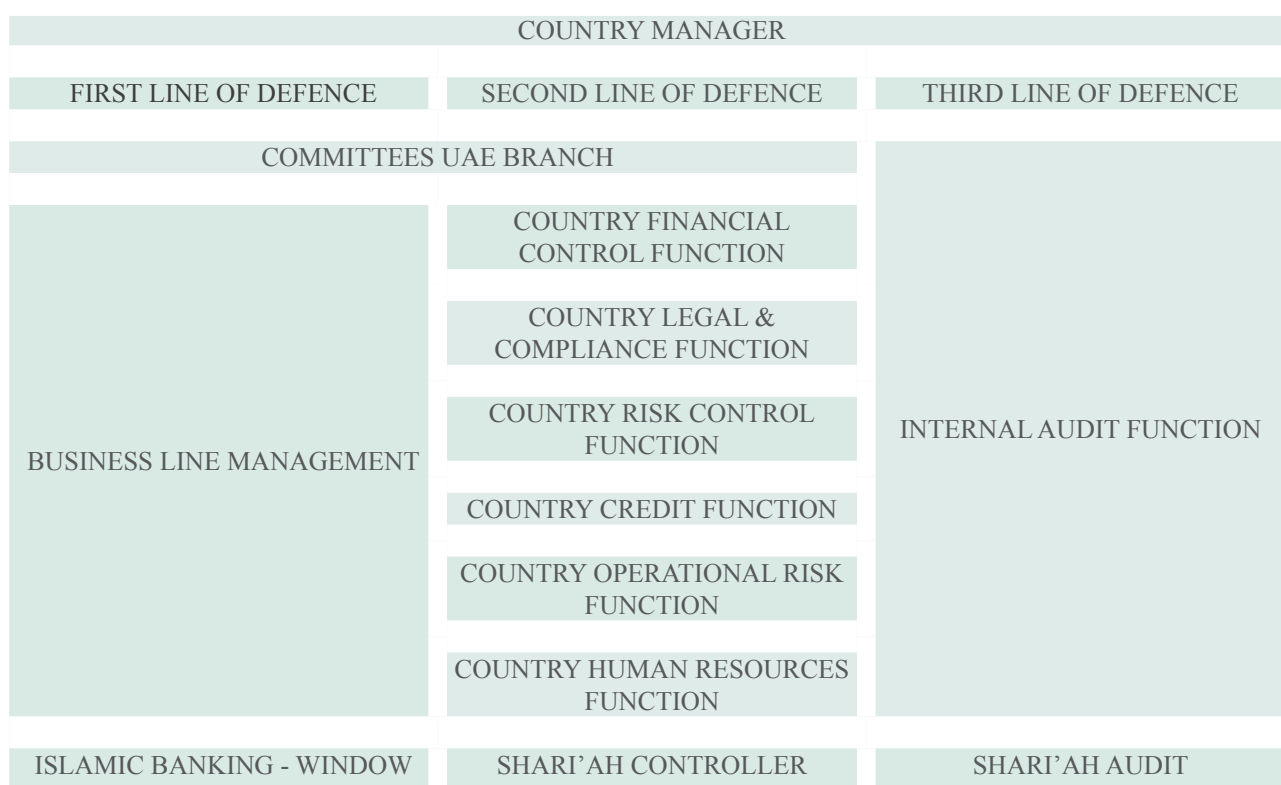 COUNTRY MANAGER
FIRST LINE OF DEFENCE
SECOND LINE OF DEFENCE
THIRD LINE OF DEFENCE
COMMITTEES UAE BRANCH
BUSINESS LINE MANAGEMENT
COUNTRY FINANCIAL
CONTROL FUNCTION
COUNTRY LEGAL &
COMPLIANCE FUNCTION
COUNTRY RISK CONTROL
FUNCTION
COUNTRY CREDIT FUNCTION
COUNTRY OPERATIONAL RISK
FUNCTION
COUNTRY HUMAN RESOURCES
FUNCTION
INTERNAL AUDIT FUNCTION
ISLAMIC BANKING - WINDOW
SHARI’AH CONTROLLER
SHARI’AH AUDIT